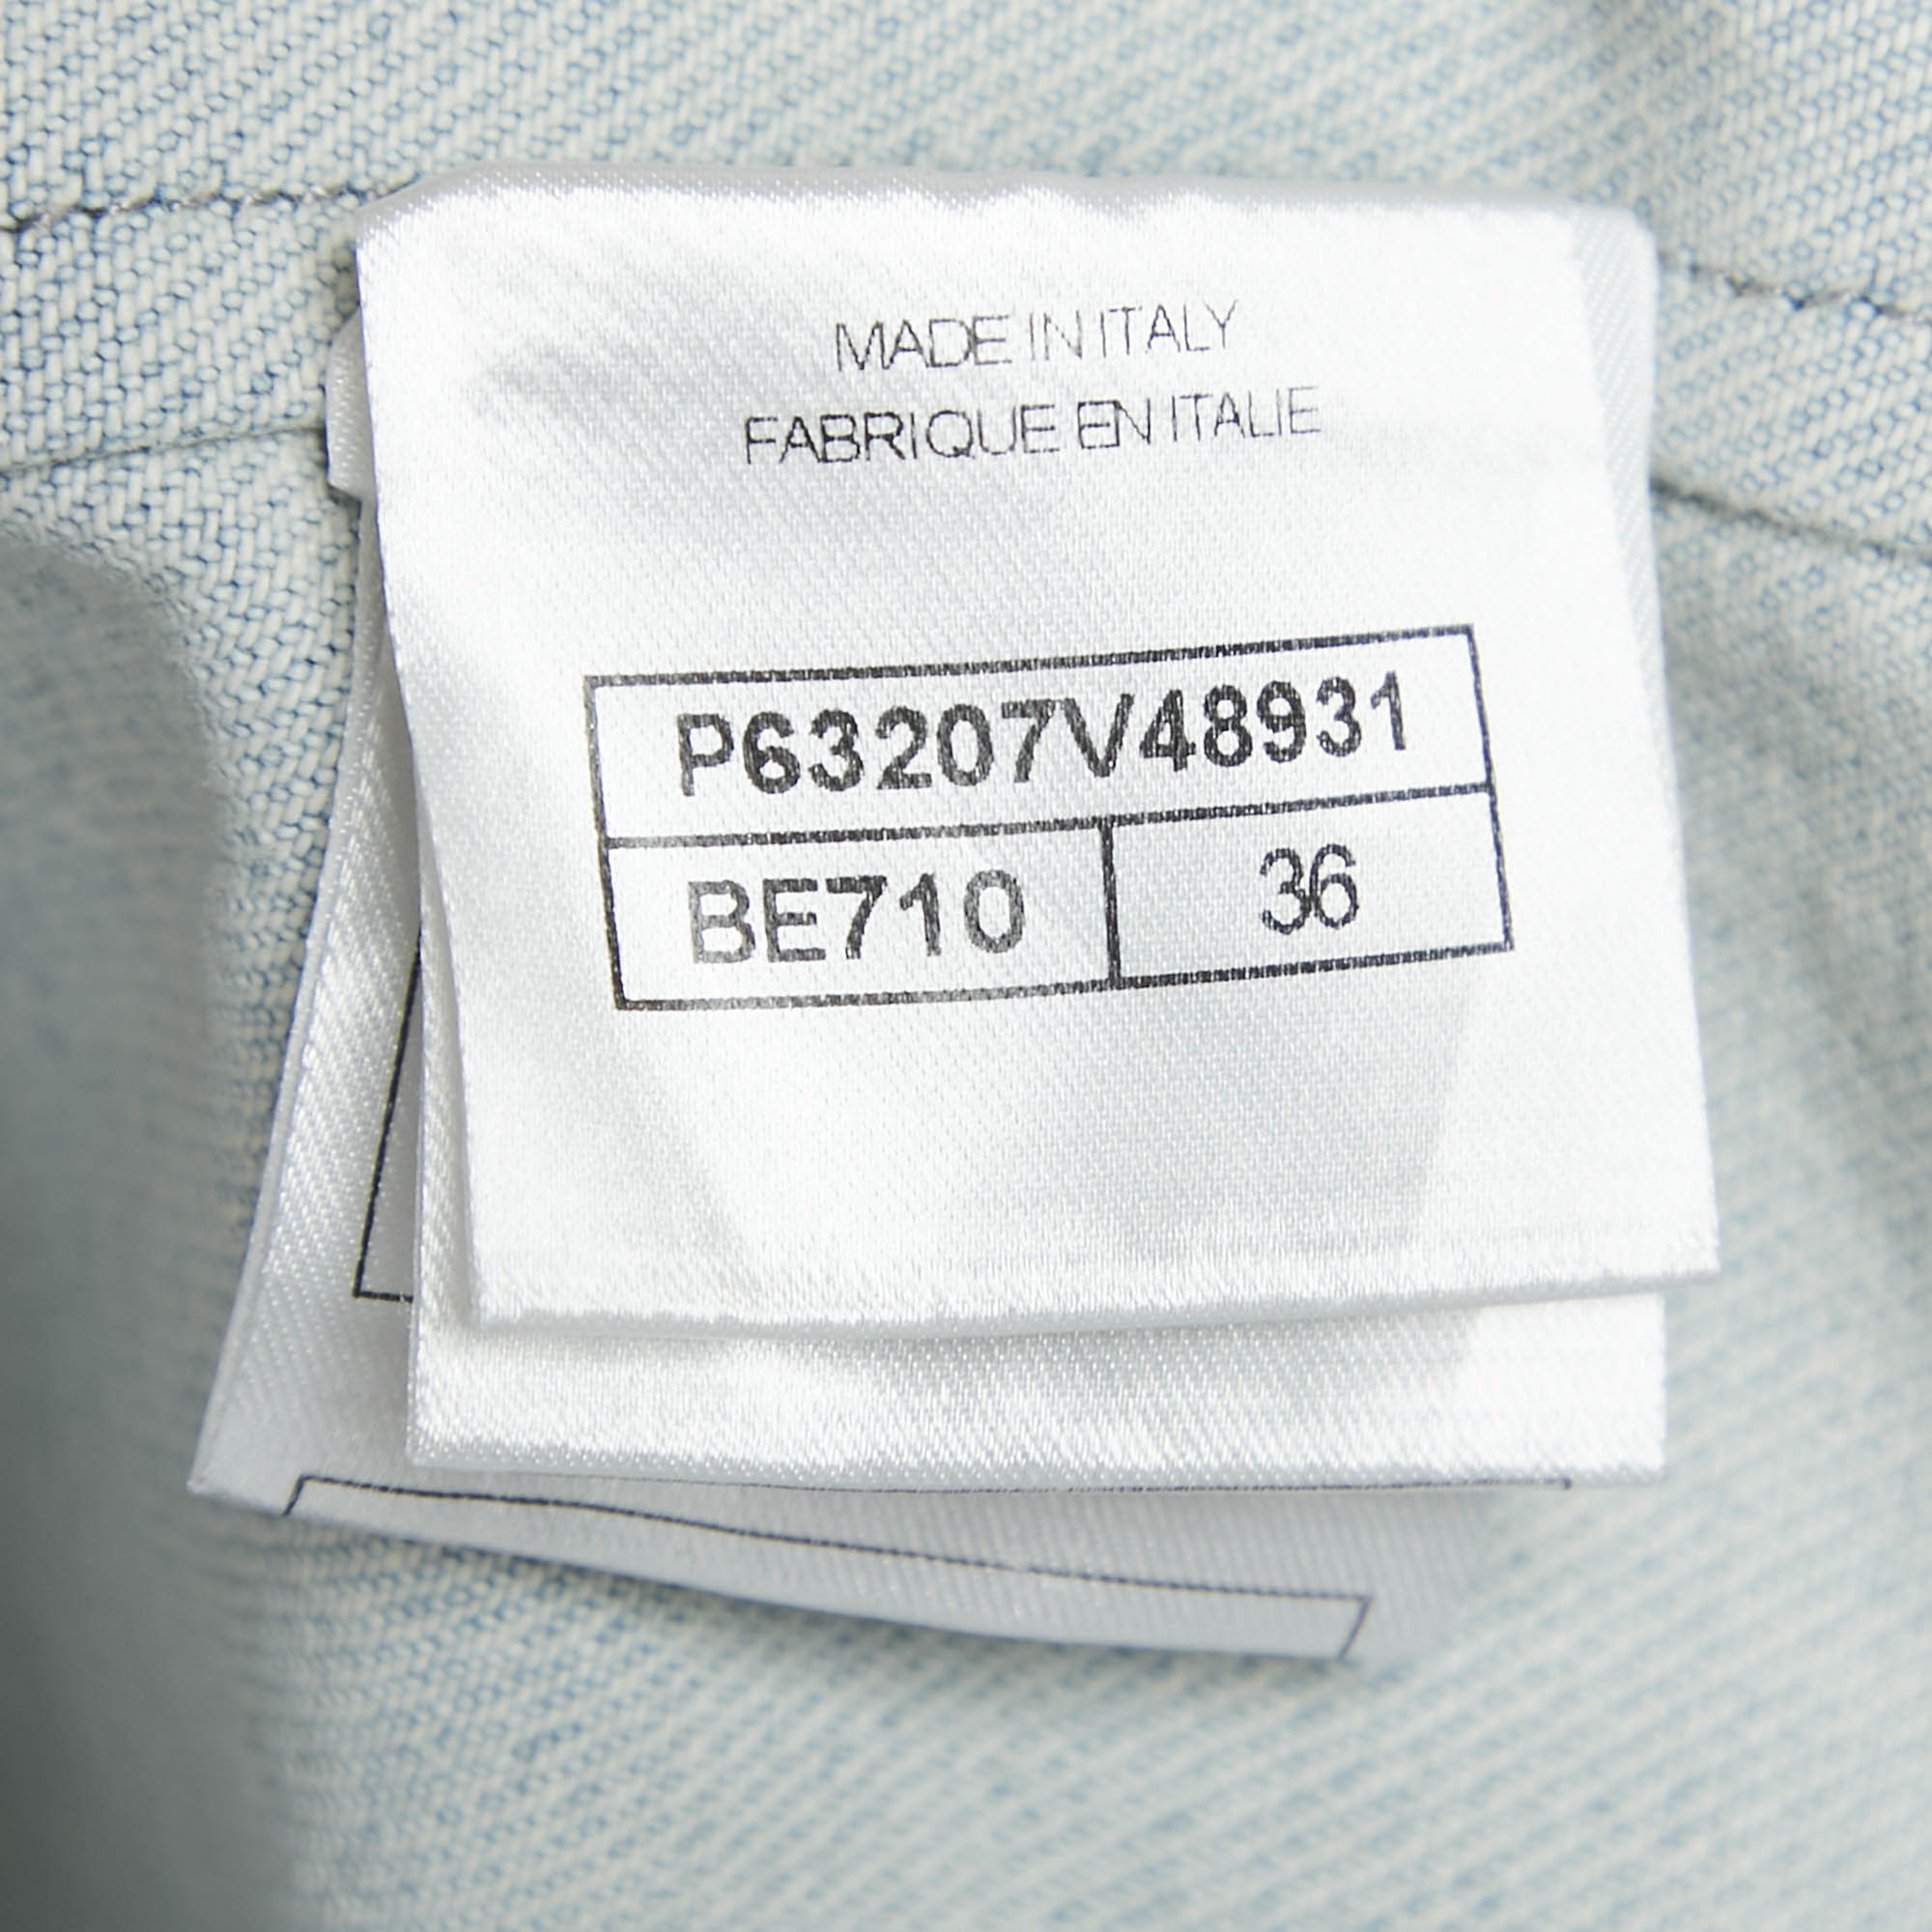 MADE IN ITALY
FABRIQUE EN ITALIE
P63207V48931
BE710 36